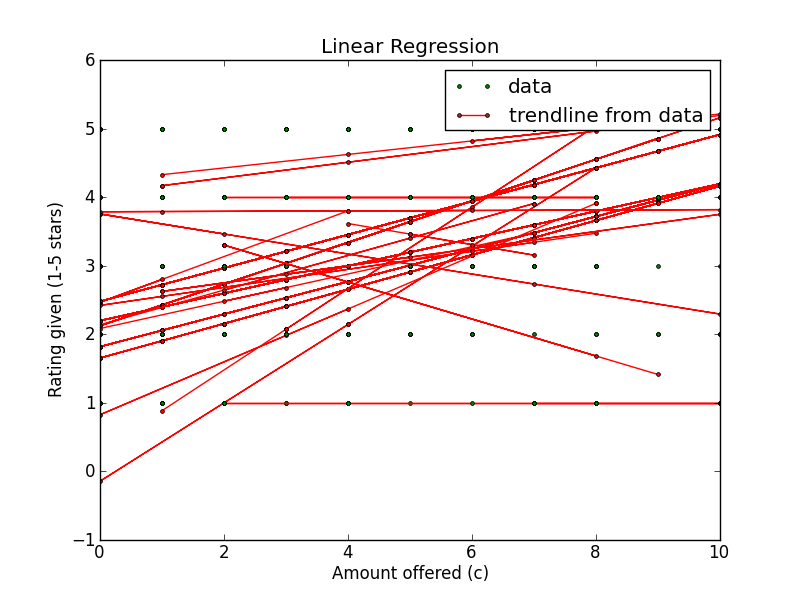 Linear Regression
data
trendline from data
6
5
4
3
2
1
0
−1
Rating given (1-5 stars)
0 2 4 6 8 10
Amount offered (c)